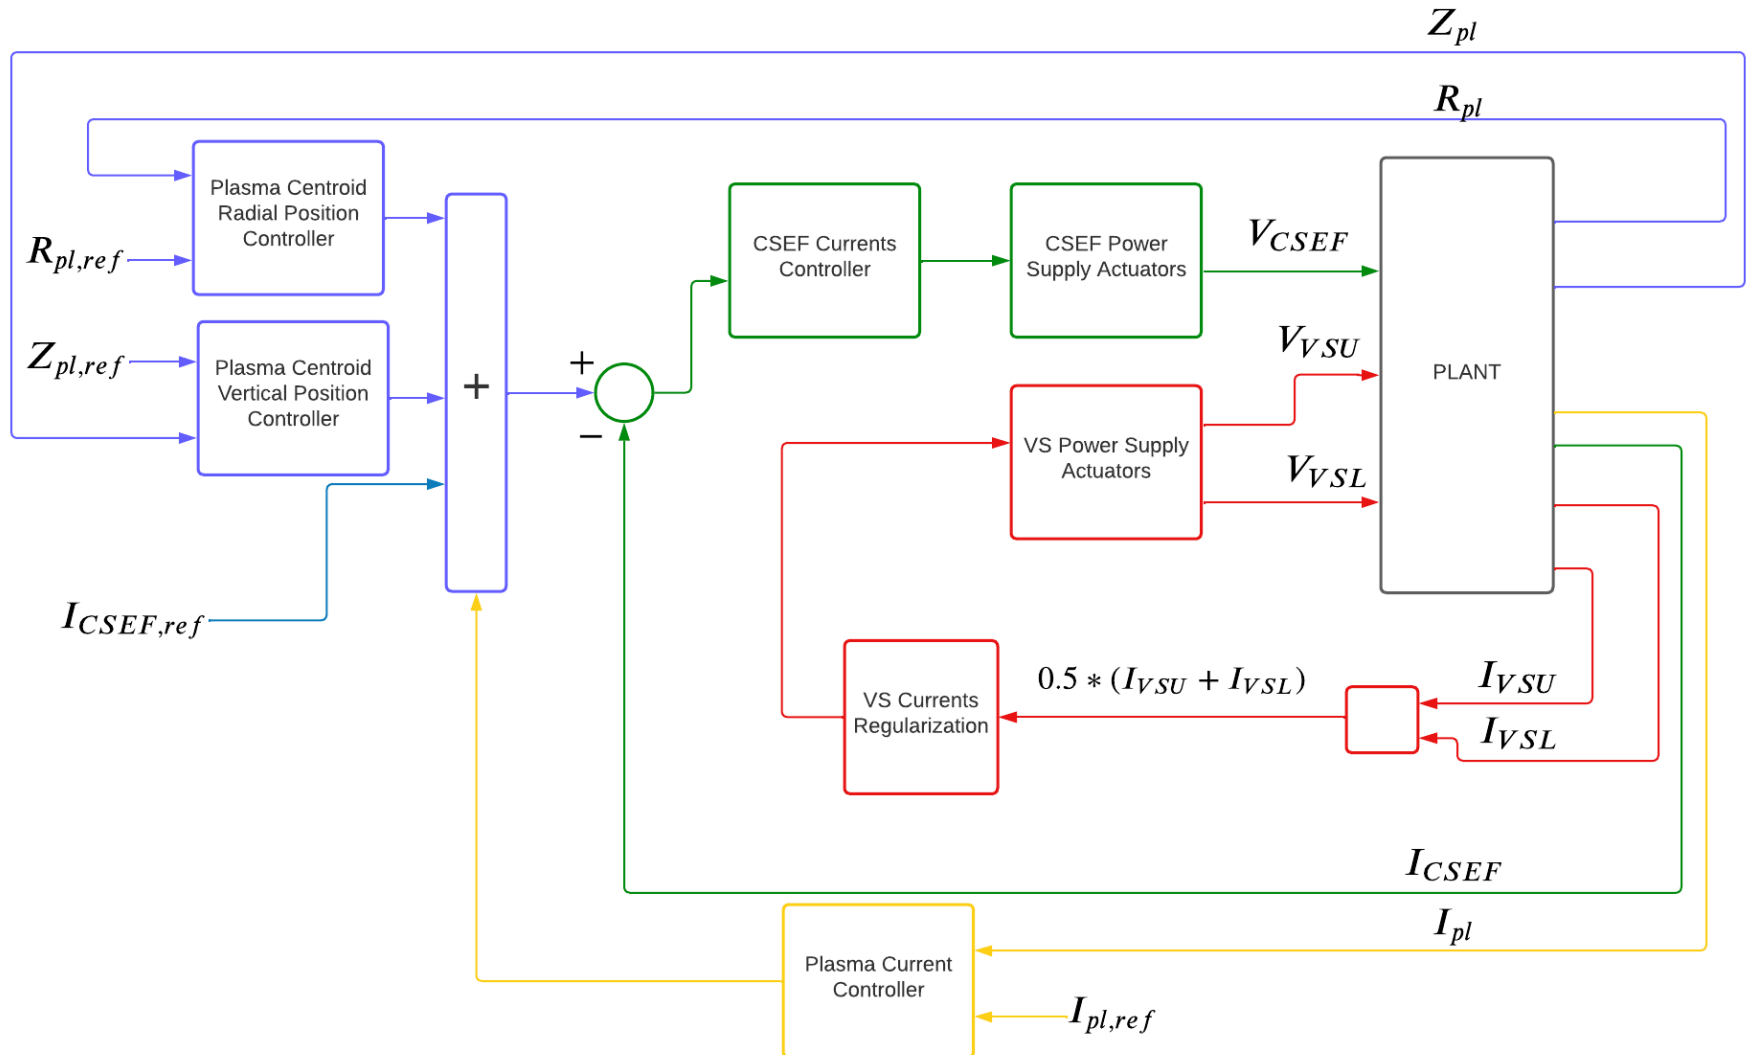 Z_pl
R_pl
Plasma Centroid
Radial Position
Controller
R_pl,ref
CSEF Currents
Controller
CSEF Power
Supply Actuators
V_CSEF
Z_pl,ref
Plasma Centroid
Vertical Position
Controller
+
+
−
V_VSU
PLANT
VS Power Supply
Actuators
V_VSL
I_CSEF,ref
VS Currents
Regularization
0.5 * (I_VSU + I_VSL)
I_VSU
I_VSL
I_CSEF
I_pl
Plasma Current
Controller
I_pl,ref